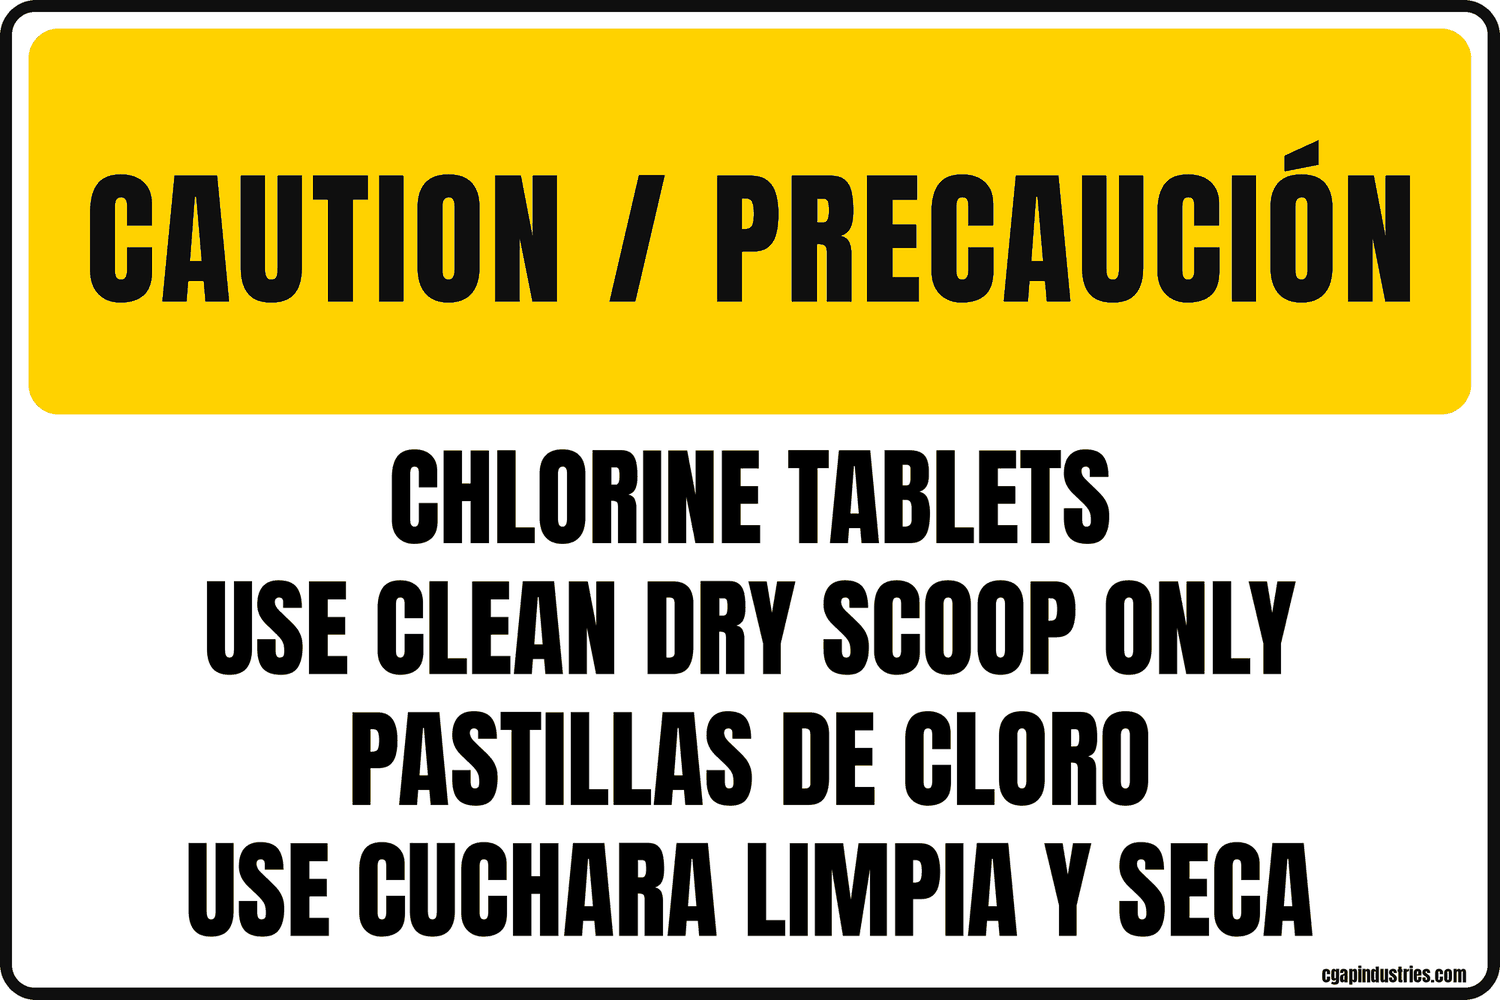 CAUTION / PRECAUCIÓN
CHLORINE TABLETS
USE CLEAN DRY SCOOP ONLY
PASTILLAS DE CLORO
USE CUCHARA LIMPIA Y SECA
cgapindustries.com